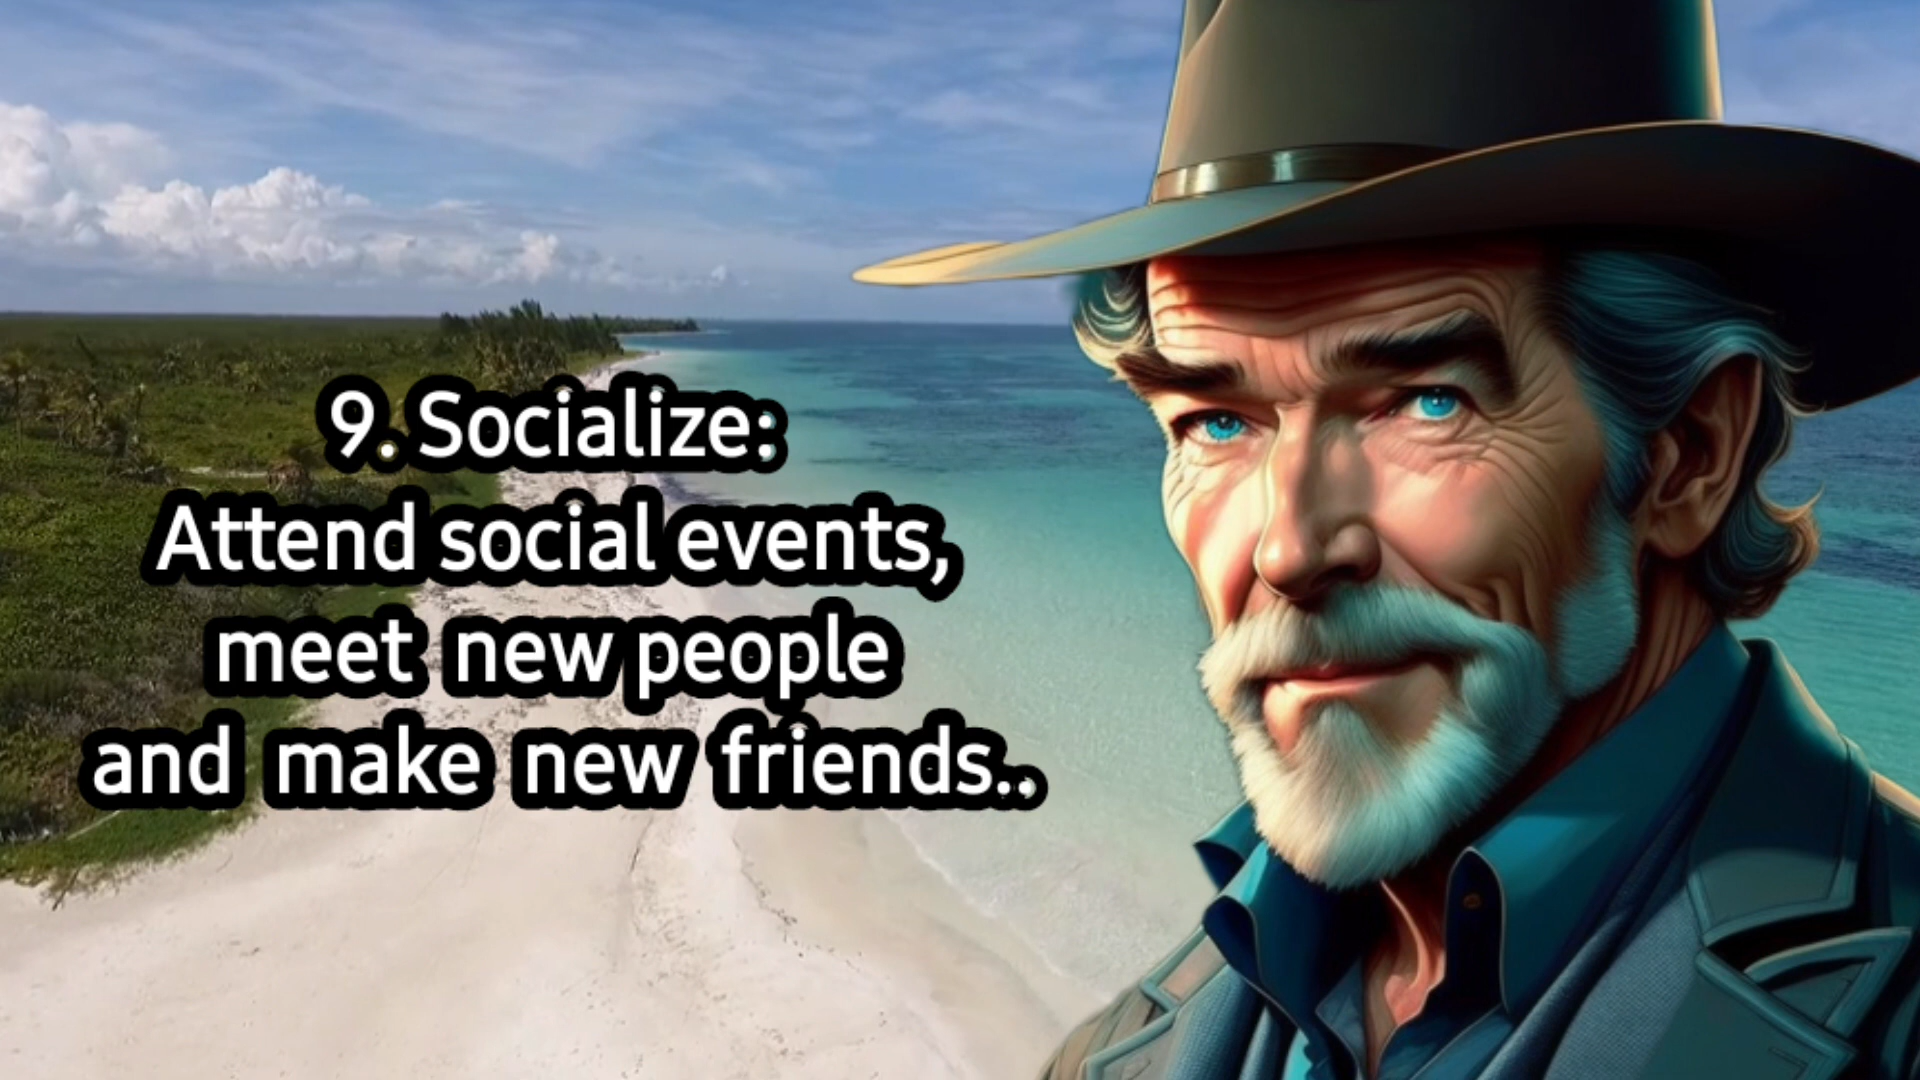 9. Socialize:
Attend social events,
meet new people
and make new friends..